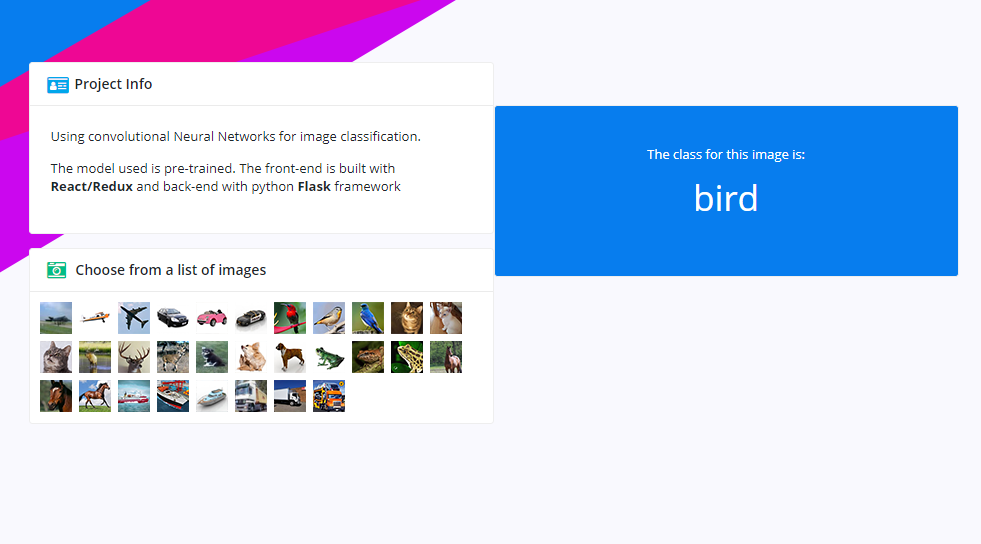 Project Info
Using convolutional Neural Networks for image classification.
The model used is pre-trained. The front-end is built with
React/Redux and back-end with python Flask framework
The class for this image is:
bird
Choose from a list of images